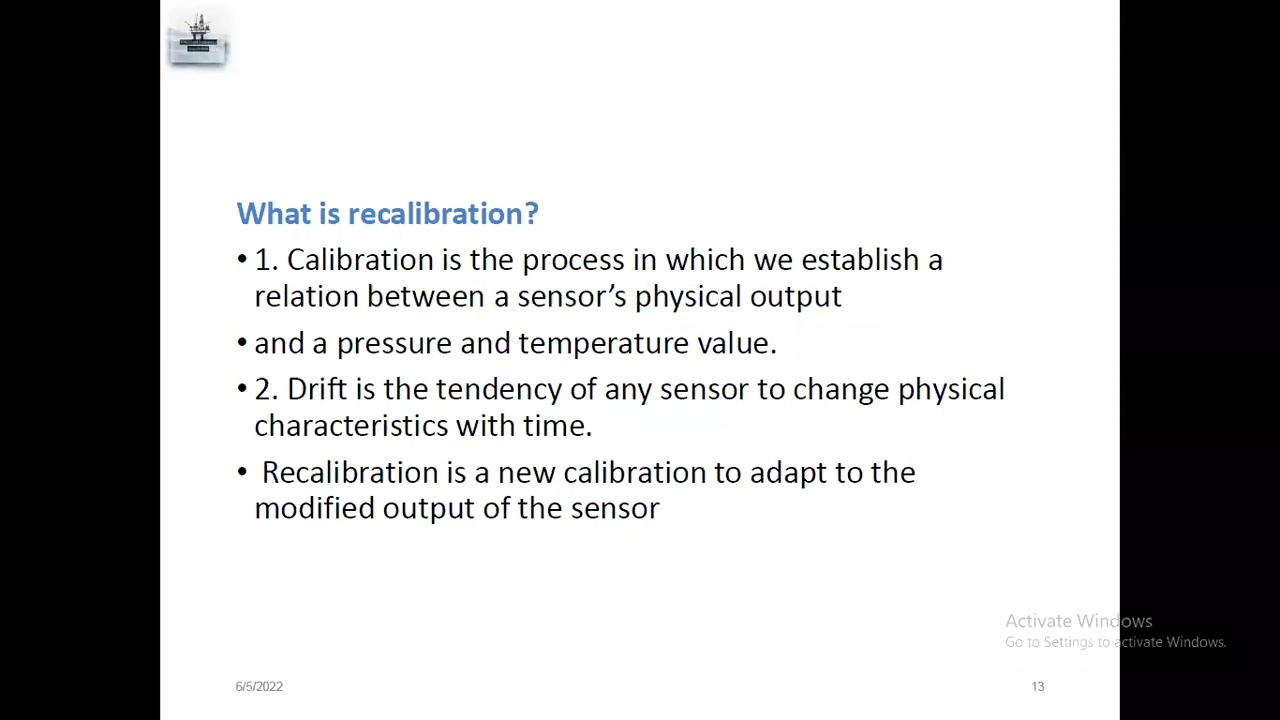 What is recalibration?
• 1. Calibration is the process in which we establish a
relation between a sensor’s physical output
• and a pressure and temperature value.
• 2. Drift is the tendency of any sensor to change physical
characteristics with time.
• Recalibration is a new calibration to adapt to the
modified output of the sensor
Activate Windows
Go to Settings to activate Windows.
6/5/2022
13